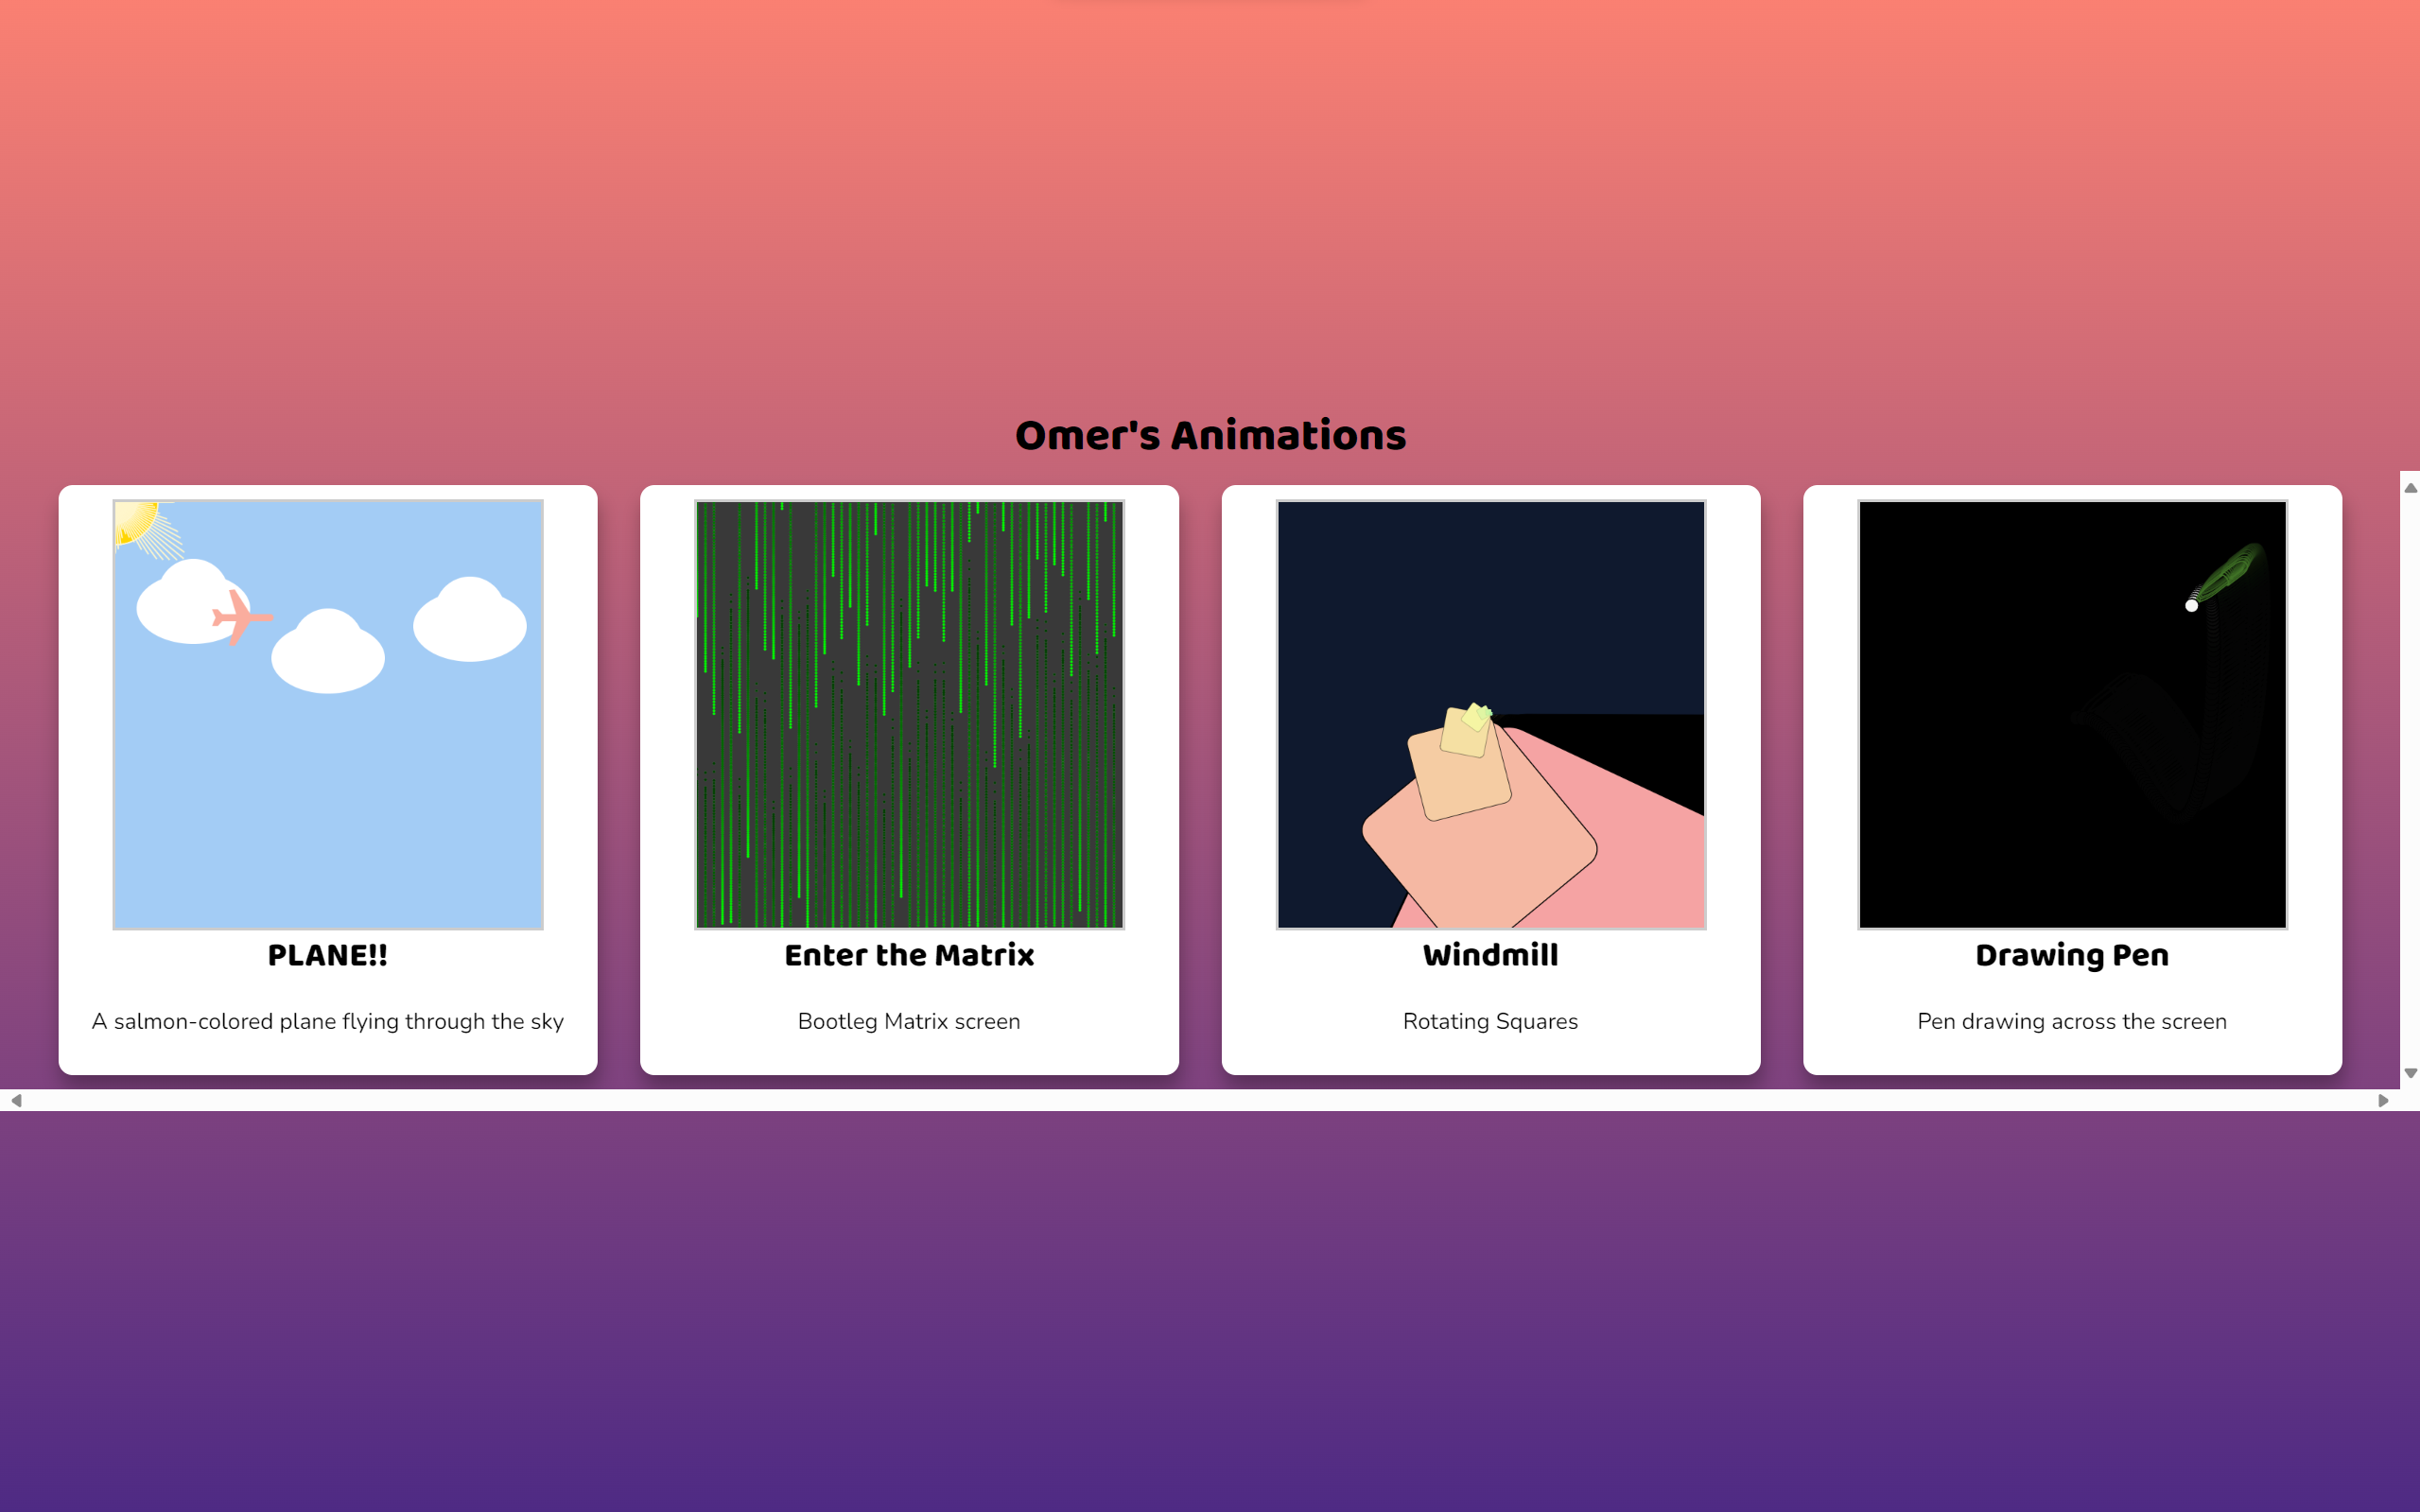 Omer's Animations
PLANE!!
A salmon-colored plane flying through the sky
Enter the Matrix
Bootleg Matrix screen
Windmill
Rotating Squares
Drawing Pen
Pen drawing across the screen